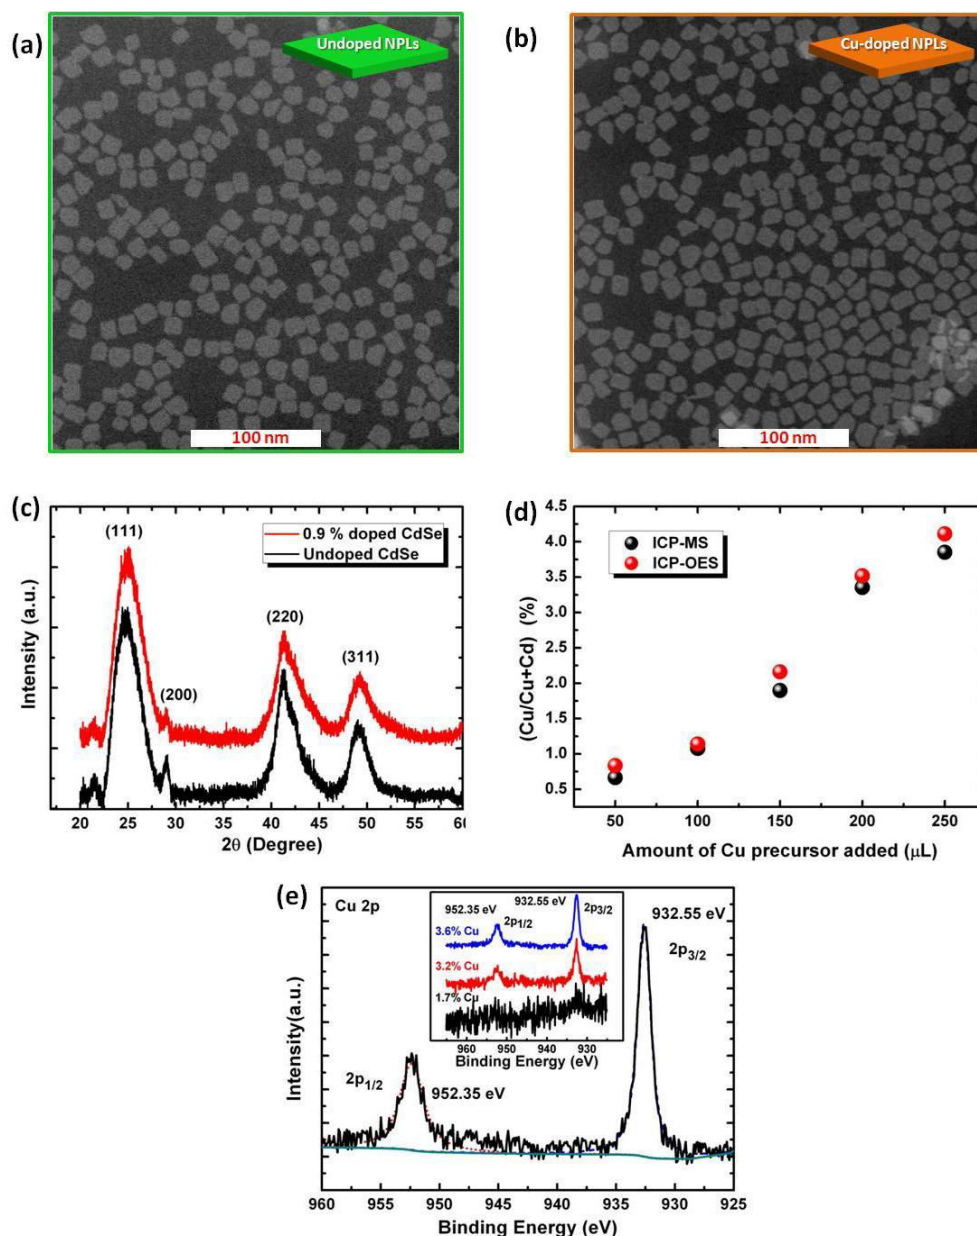 (a)
Undoped NPLs
100 nm
(b)
Cu-doped NPLs
100 nm
(c)
(111)
0.9 % doped CdSe
Undoped CdSe
(220)
(200)
(311)
Intensity (a.u.)
20 25 30 35 40 45 50 55 60
2θ (Degree)
(d)
4.5
4.0
3.5
3.0
2.5
2.0
1.5
1.0
0.5
ICP-MS
ICP-OES
(Cu/Cu+Cd) (%)
50 100 150 200 250
Amount of Cu precursor added (μL)
(e)
Cu 2p
952.35 eV
932.55 eV
2p1/2
2p3/2
3.6% Cu
3.2% Cu
1.7% Cu
960 950 940 930
Binding Energy (eV)
932.55 eV
2p3/2
2p1/2
952.35 eV
Intensity(a.u.)
960 955 950 945 940 935 930 925
Binding Energy (eV)